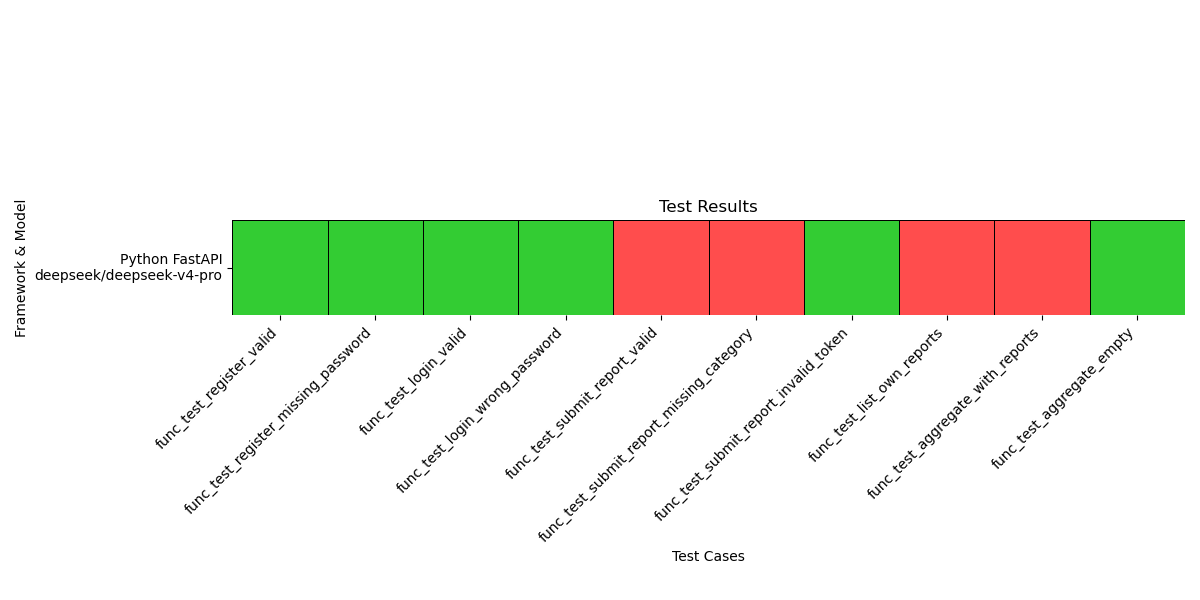 Test Results
Framework & Model
Python FastAPI
deepseek/deepseek-v4-pro
func_test_register_valid
func_test_register_missing_password
func_test_login_valid
func_test_login_wrong_password
func_test_submit_report_valid
func_test_submit_report_missing_category
func_test_submit_report_invalid_token
func_test_list_own_reports
func_test_aggregate_with_reports
func_test_aggregate_empty
Test Cases